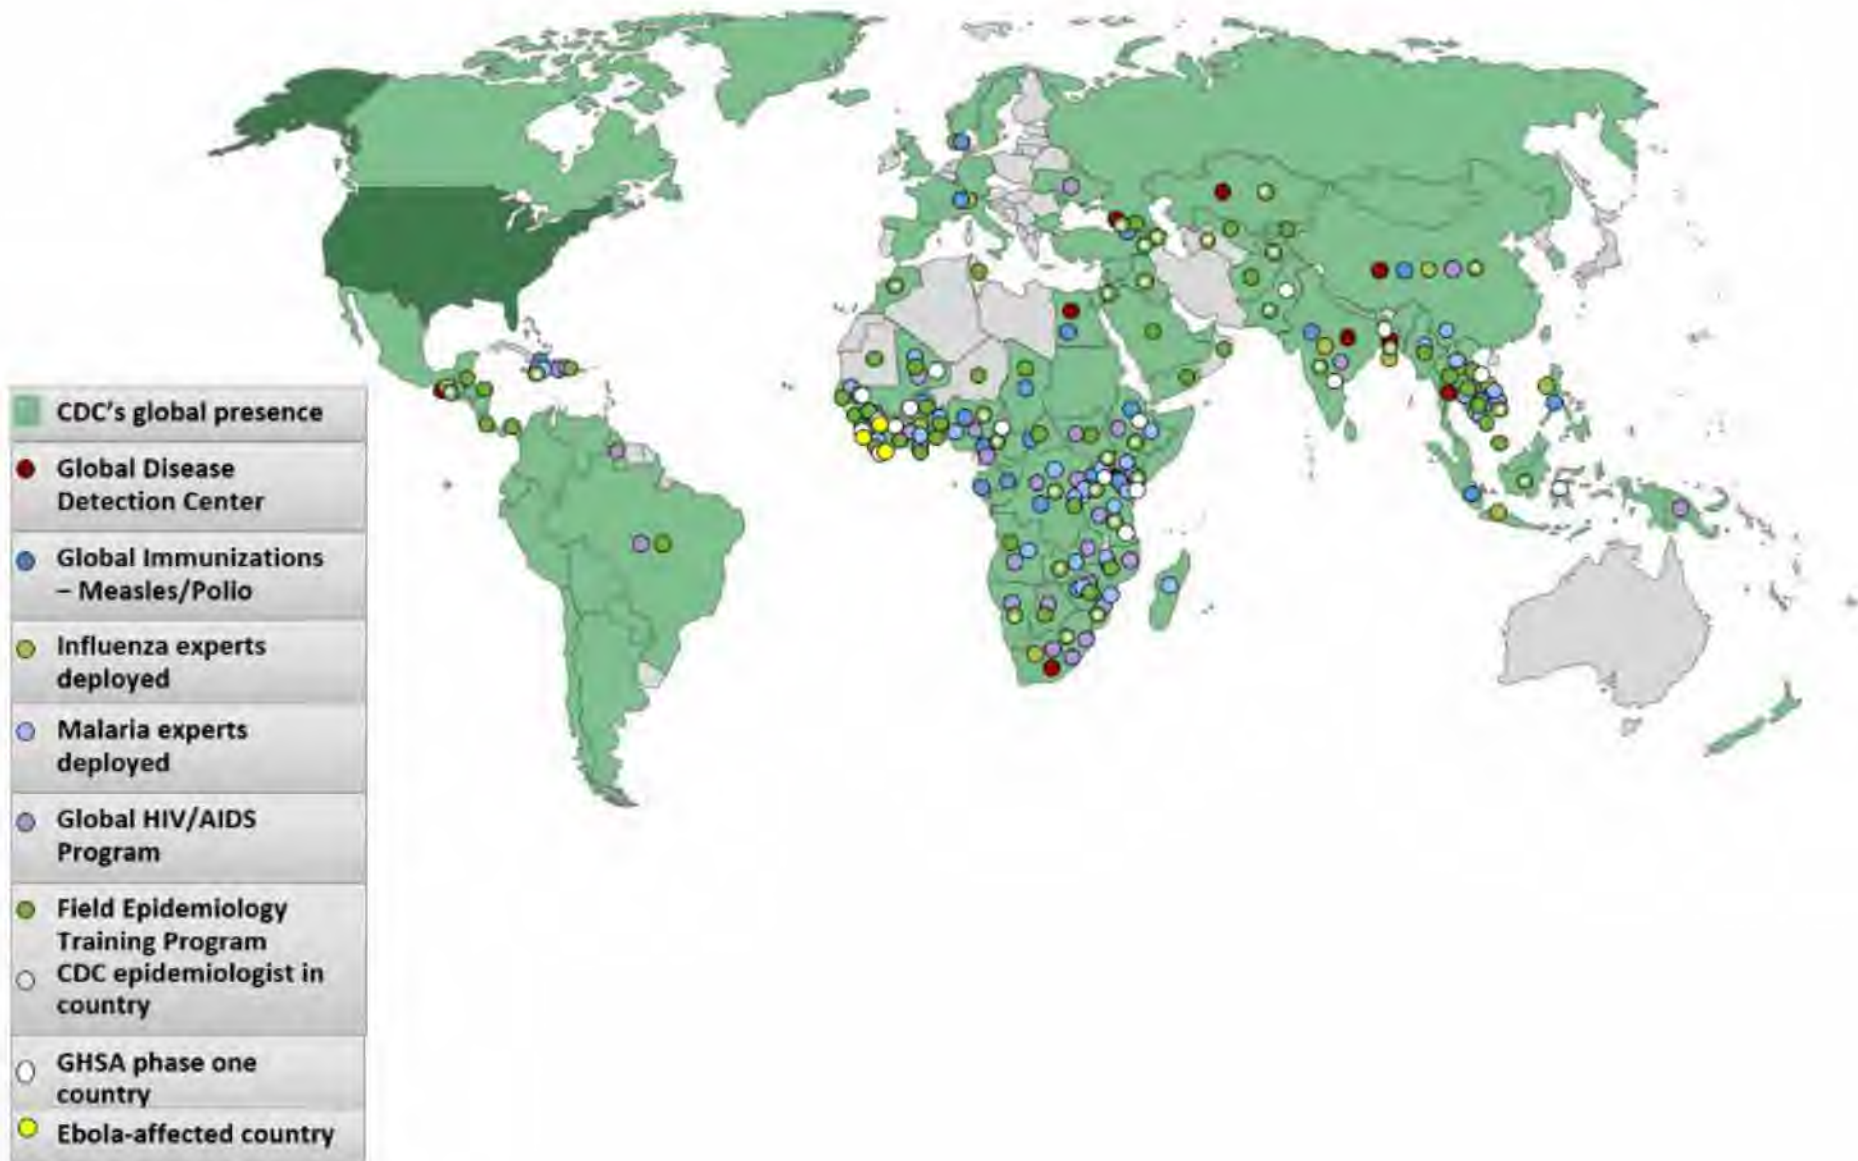 CDC's global presence
Global Disease
Detection Center
Global Immunizations
– Measles/Polio
Influenza experts
deployed
Malaria experts
deployed
Global HIV/AIDS
Program
Field Epidemiology
Training Program
CDC epidemiologist in
country
GHSA phase one
country
Ebola-affected country